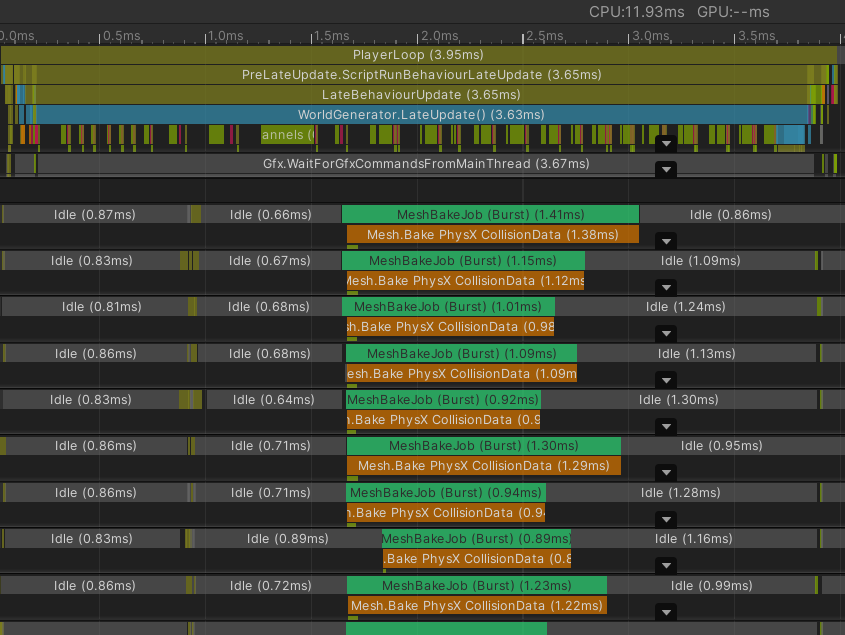 CPU:11.93ms GPU:--ms
0.0ms 0.5ms 1.0ms 1.5ms 2.0ms 2.5ms 3.0ms 3.5ms
PlayerLoop (3.95ms)
PreLateUpdate.ScriptRunBehaviourLateUpdate (3.65ms)
LateBehaviourUpdate (3.65ms)
WorldGenerator.LateUpdate() (3.63ms)
annels (
Gfx.WaitForGfxCommandsFromMainThread (3.67ms)
Idle (0.87ms) Idle (0.66ms) MeshBakeJob (Burst) (1.41ms) Idle (0.86ms)
Mesh.Bake PhysX CollisionData (1.38ms)
Idle (0.83ms) Idle (0.67ms) MeshBakeJob (Burst) (1.15ms) Idle (1.09ms)
Mesh.Bake PhysX CollisionData (1.12ms
Idle (0.81ms) Idle (0.68ms) MeshBakeJob (Burst) (1.01ms) Idle (1.24ms)
sh.Bake PhysX CollisionData (0.98
Idle (0.86ms) Idle (0.68ms) MeshBakeJob (Burst) (1.09ms) Idle (1.13ms)
esh.Bake PhysX CollisionData (1.09m
Idle (0.83ms) Idle (0.64ms) MeshBakeJob (Burst) (0.92ms) Idle (1.30ms)
.Bake PhysX CollisionData (0.9
Idle (0.86ms) Idle (0.71ms) MeshBakeJob (Burst) (1.30ms) Idle (0.95ms)
Mesh.Bake PhysX CollisionData (1.29ms)
Idle (0.86ms) Idle (0.71ms) MeshBakeJob (Burst) (0.94ms) Idle (1.28ms)
.Bake PhysX CollisionData (0.9
Idle (0.83ms) Idle (0.89ms) MeshBakeJob (Burst) (0.89ms) Idle (1.16ms)
.Bake PhysX CollisionData (0.8
Idle (0.86ms) Idle (0.72ms) MeshBakeJob (Burst) (1.23ms) Idle (0.99ms)
Mesh.Bake PhysX CollisionData (1.22ms)